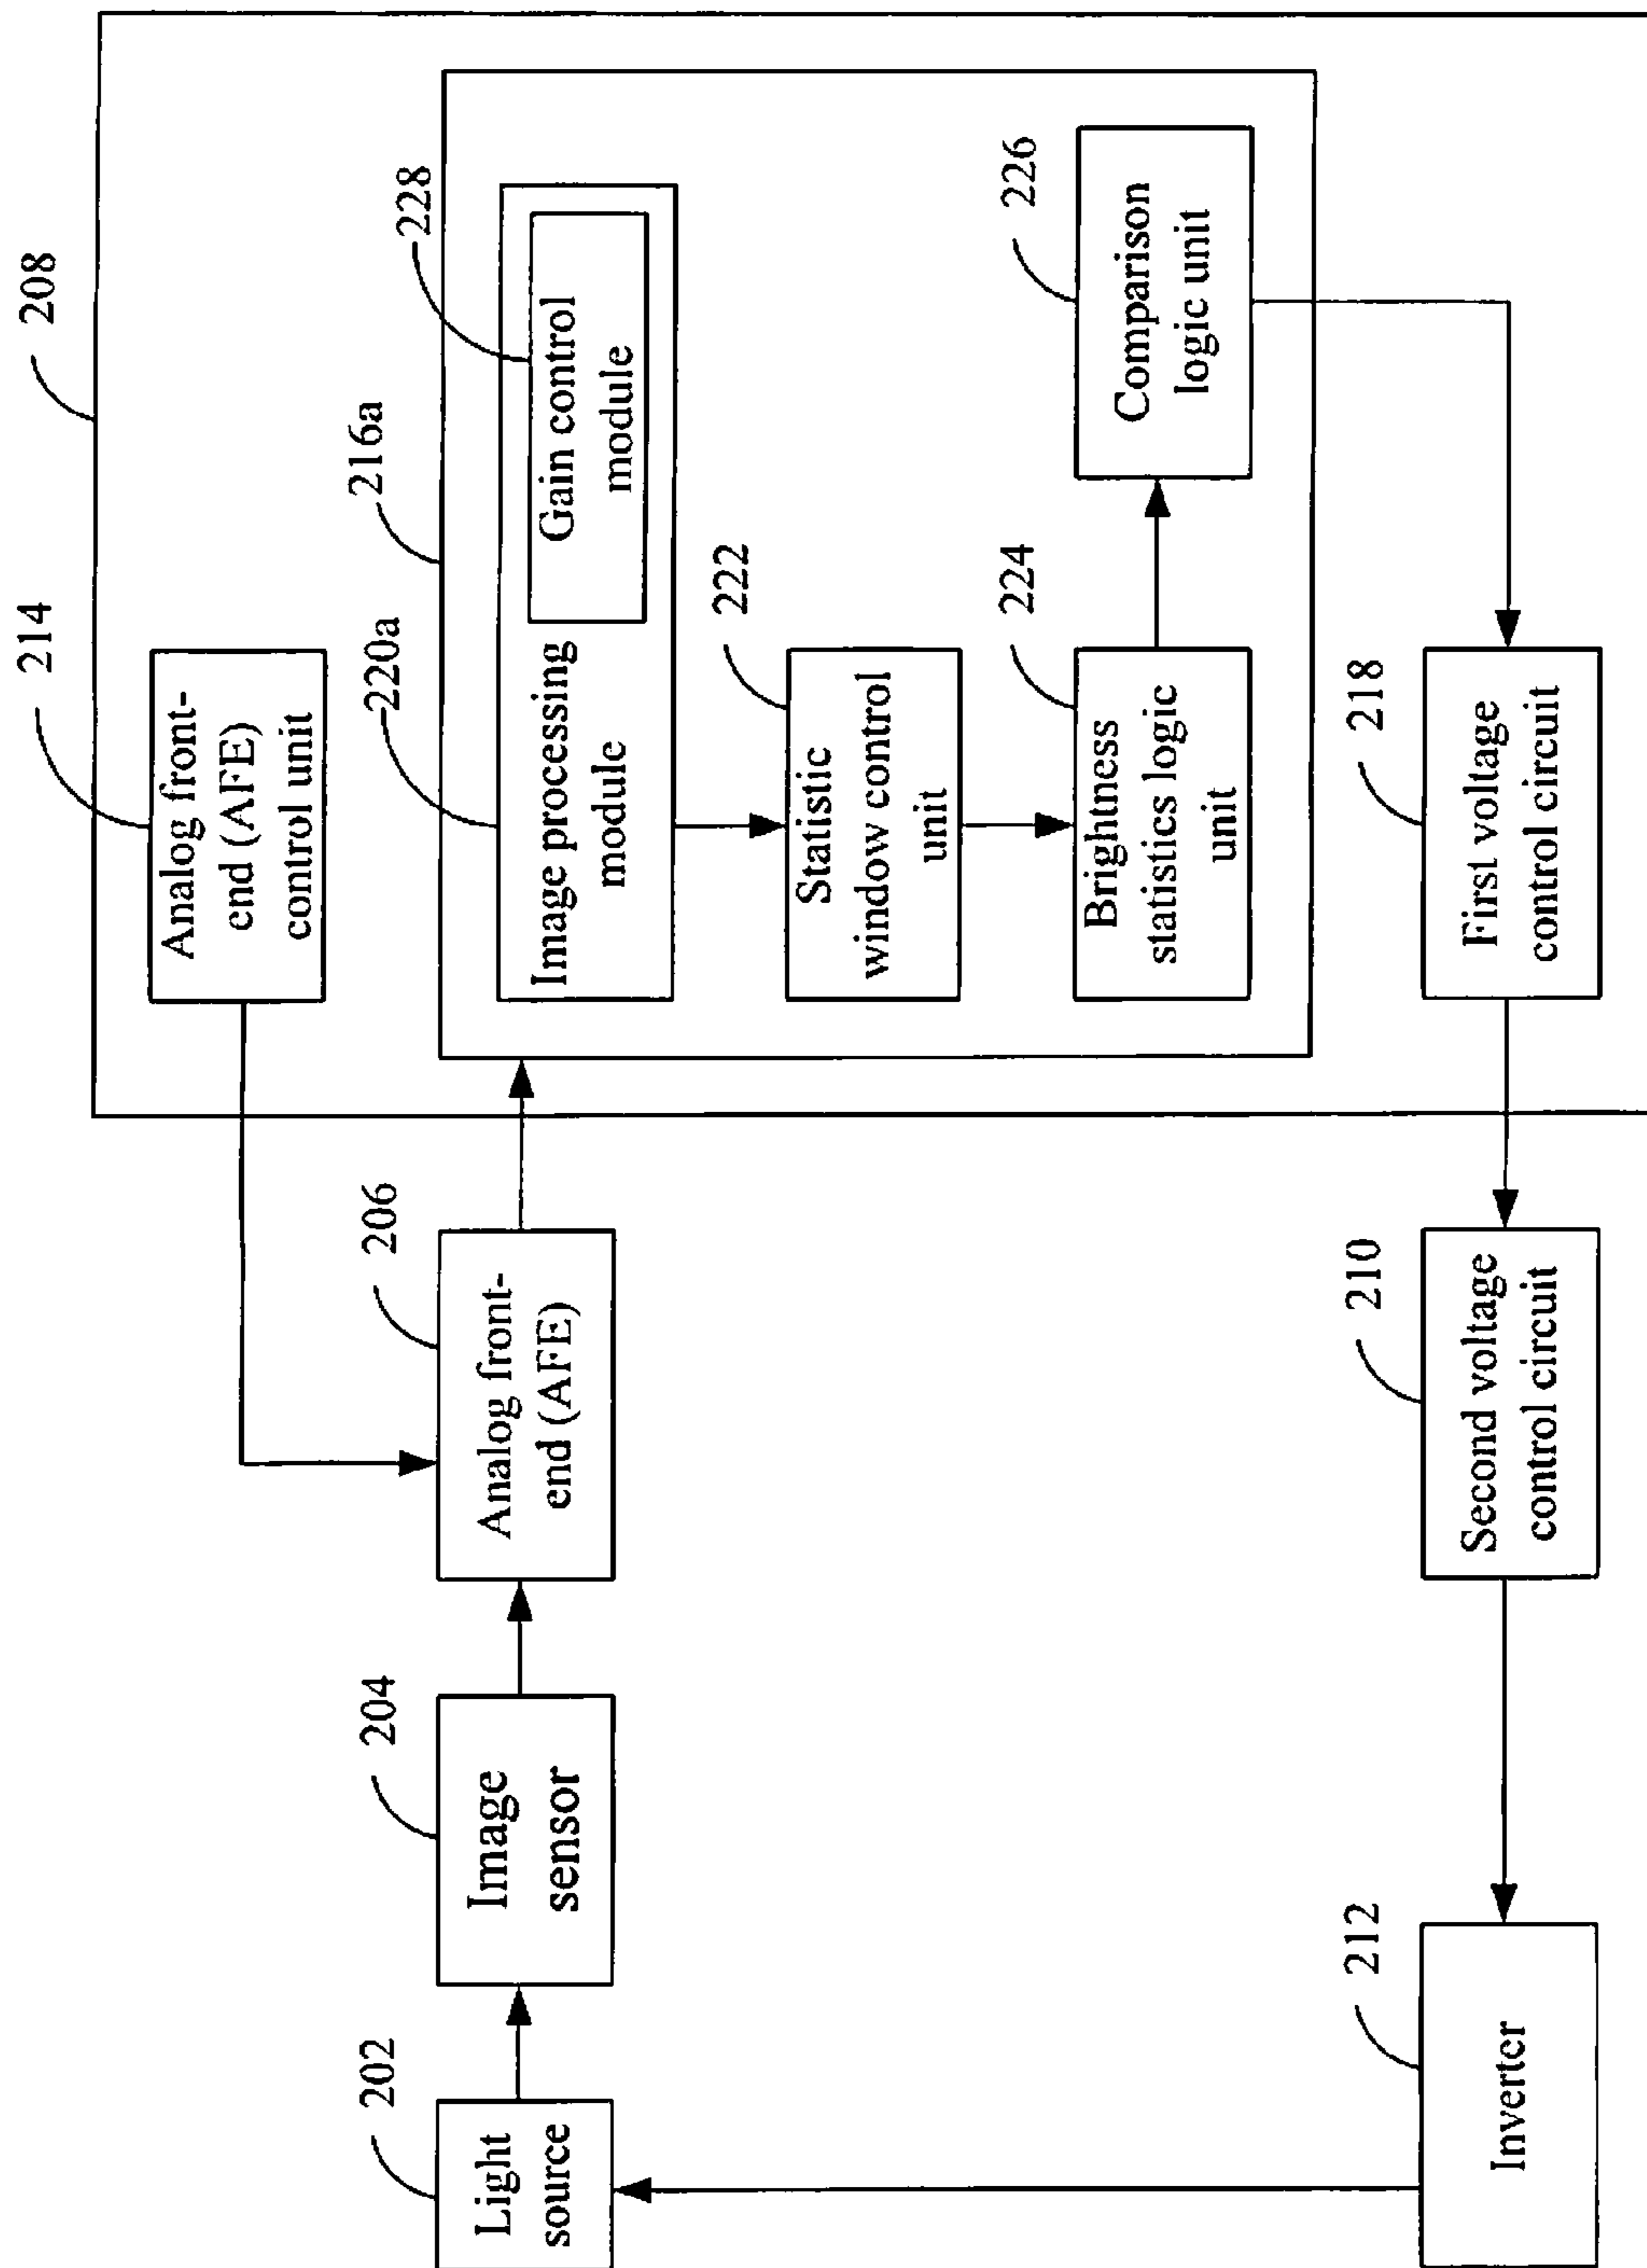 208
214
Analog front-
end (AFE)
control unit
216a
228
Gain control
module
220a
Image processing
module
222
Statistic
window control
unit
224
Brightness
statistics logic
unit
226
Comparison
logic unit
202
Light
source
204
Image
sensor
206
Analog front-
end (AFE)
212
Inverter
210
Second voltage
control circuit
218
First voltage
control circuit